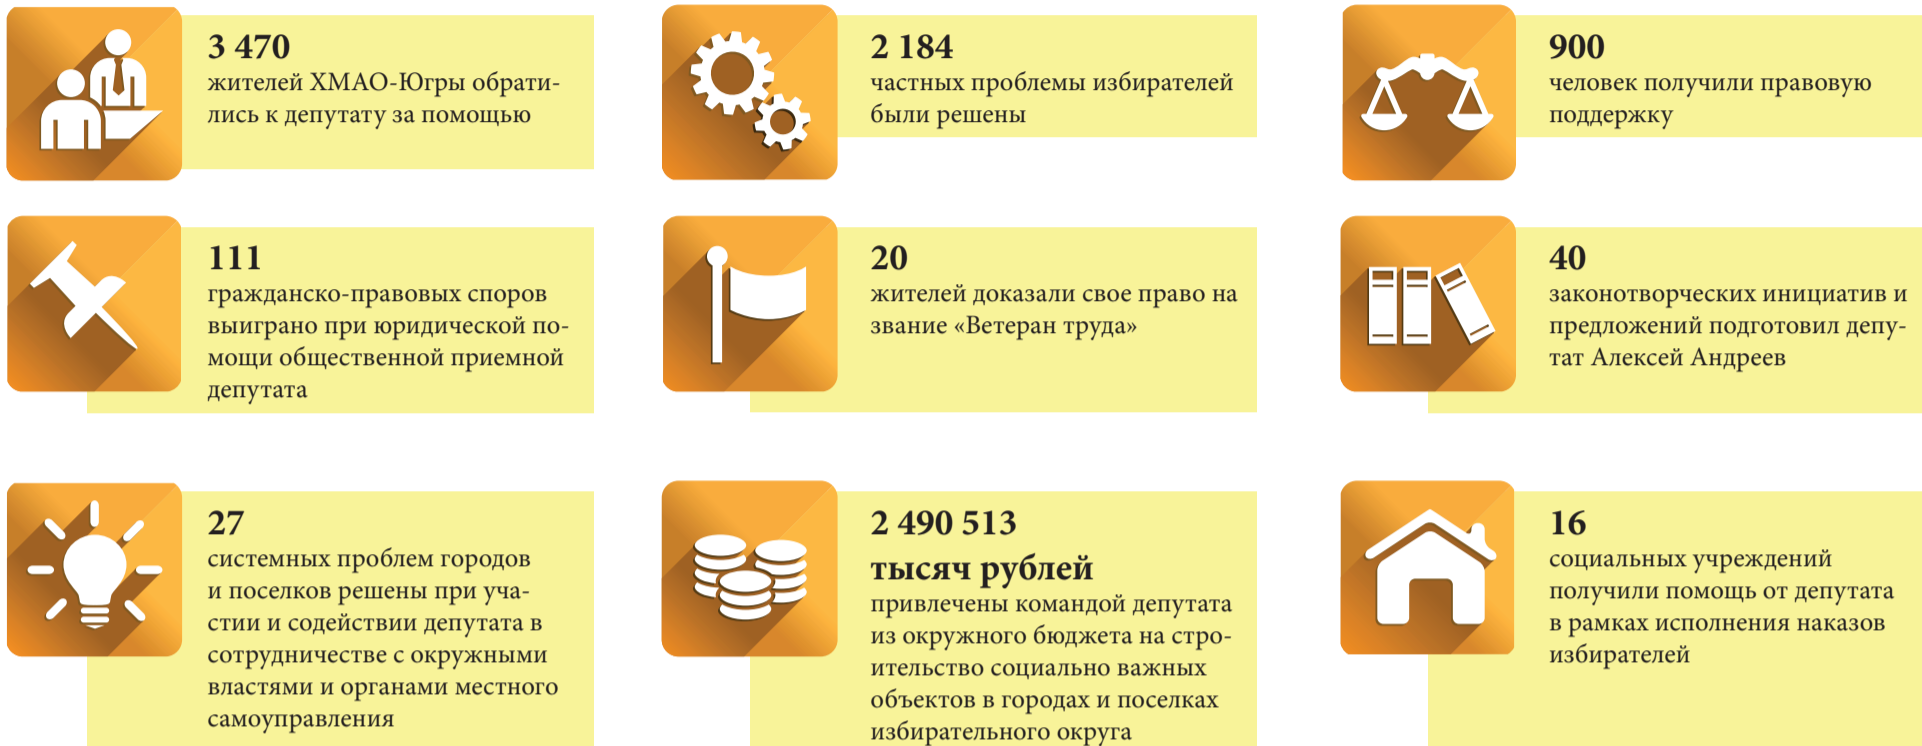 3 470
жителей ХМАО-Югры обрати-
лись к депутату за помощью
2 184
частных проблемы избирателей
были решены
900
человек получили правовую
поддержку
111
гражданско-правовых споров
выиграно при юридической по-
мощи общественной приемной
депутата
20
жителей доказали свое право на
звание «Ветеран труда»
40
законотворческих инициатив и
предложений подготовил депу-
тат Алексей Андреев
27
системных проблем городов
и поселков решены при уча-
стии и содействии депутата в
сотрудничестве с окружными
властями и органами местного
самоуправления
2 490 513
тысяч рублей
привлечены командой депутата
из окружного бюджета на стро-
ительство социально важных
объектов в городах и поселках
избирательного округа
16
социальных учреждений
получили помощь от депутата
в рамках исполнения наказов
избирателей